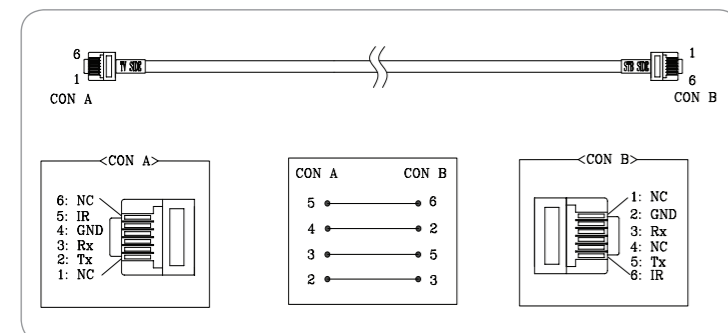 6
1
TV SIDE
CON A
STB SIDE
1
6
CON B
<CON A>
6: NC
5: IR
4: GND
3: Rx
2: Tx
1: NC
CON A CON B
5 6
4 2
3 5
2 3
<CON B>
1: NC
2: GND
3: Rx
4: NC
5: Tx
6: IR